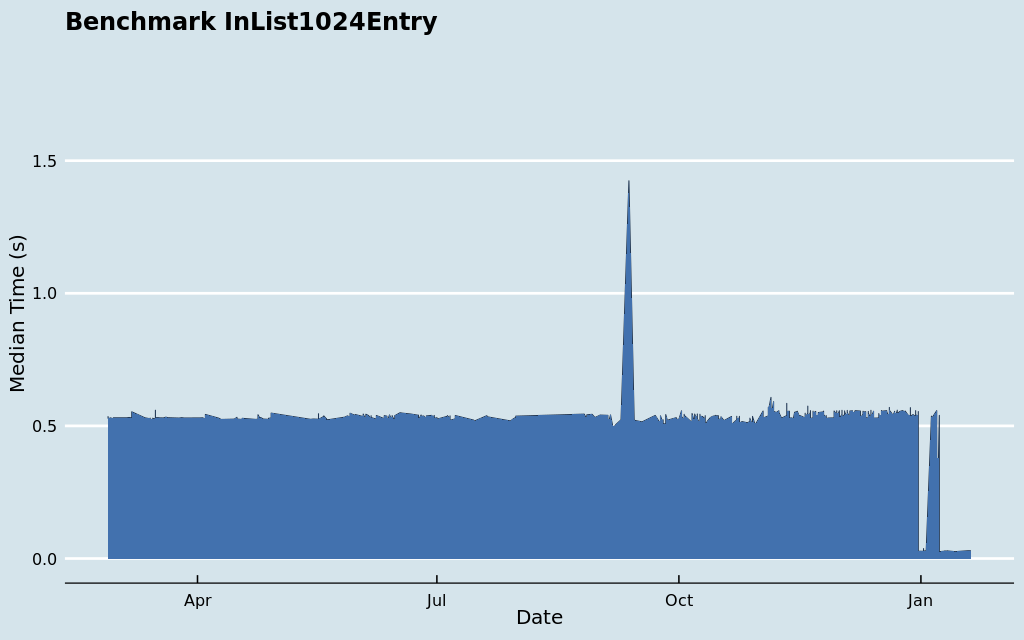 Benchmark InList1024Entry
Median Time (s)
1.5
1.0
0.5
0.0
Apr
Jul
Oct
Jan
Date